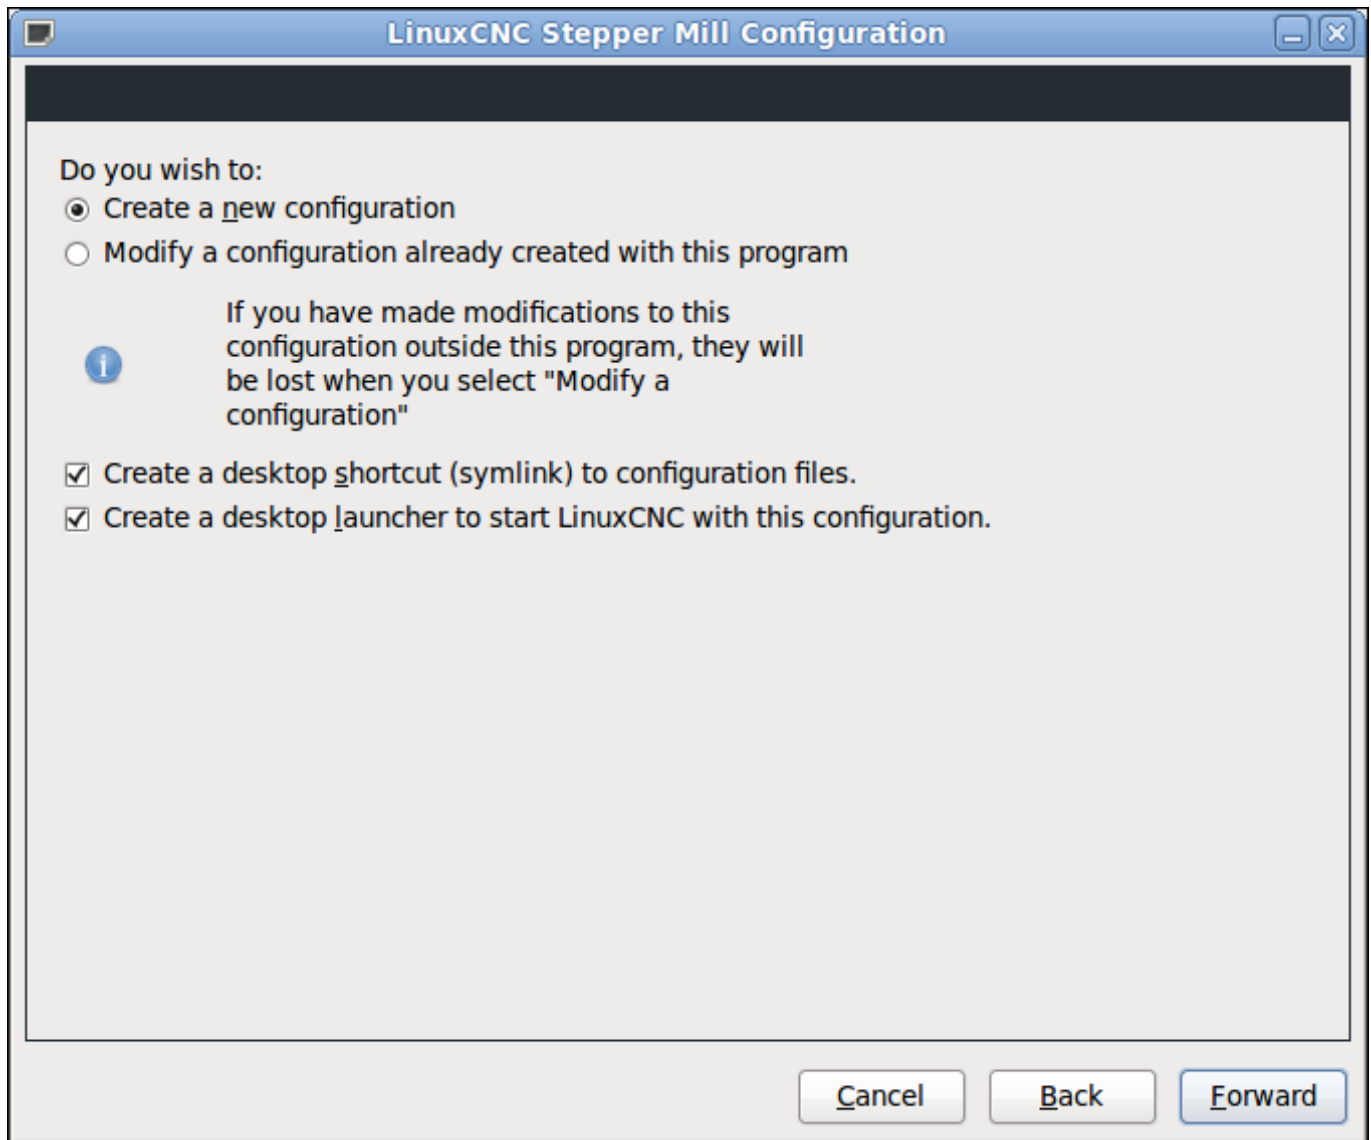 LinuxCNC Stepper Mill Configuration
Do you wish to:
Create a new configuration
Modify a configuration already created with this program
If you have made modifications to this
configuration outside this program, they will
be lost when you select "Modify a
configuration"
Create a desktop shortcut (symlink) to configuration files.
Create a desktop launcher to start LinuxCNC with this configuration.
Cancel
Back
Forward